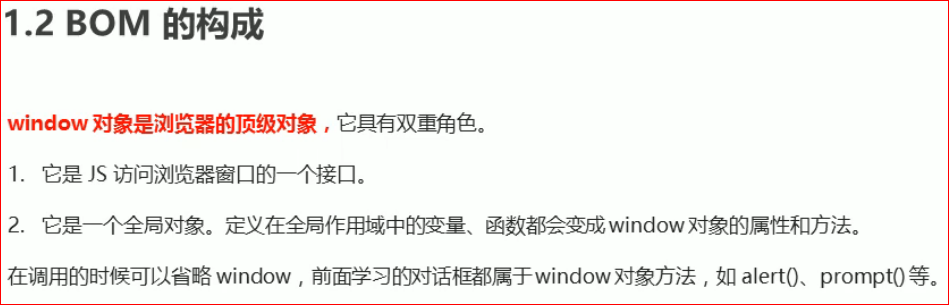 1.2 BOM 的构成
window 对象是浏览器的顶级对象，它具有双重角色。
1. 它是 JS 访问浏览器窗口的一个接口。
2. 它是一个全局对象。定义在全局作用域中的变量、函数都会变成 window 对象的属性和方法。
在调用的时候可以省略 window，前面学习的对话框都属于 window 对象方法，如 alert()、prompt() 等。